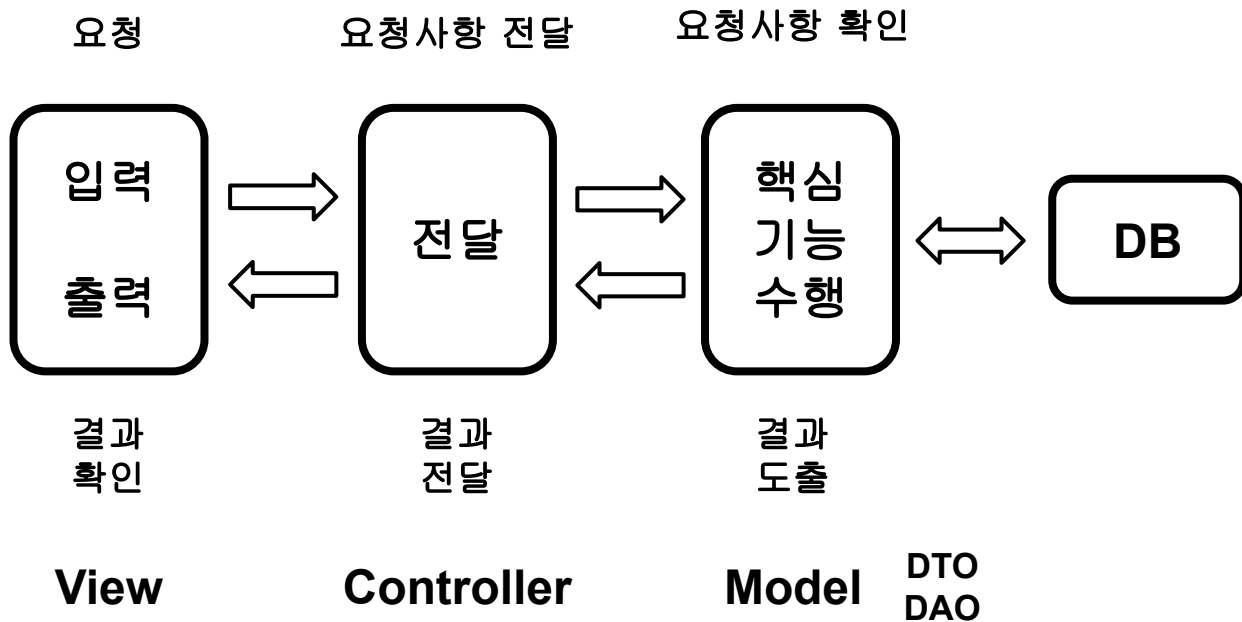 요청
요청사항 전달
요청사항 확인
입력
출력
전달
핵심
기능
수행
DB
결과
확인
결과
전달
결과
도출
View
Controller
Model
DTO
DAO